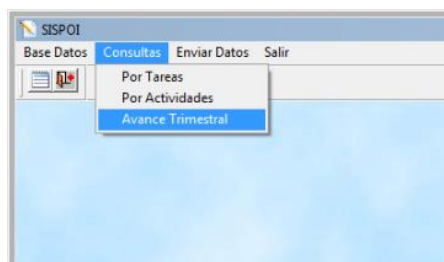 SISPOI
Base Datos Consultas Enviar Datos Salir
Por Tareas
Por Actividades
Avance Trimestral